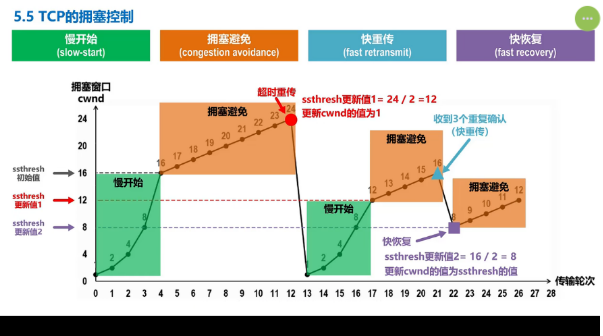 5.5 TCP的拥塞控制
慢开始
(slow-start)
拥塞避免
(congestion avoidance)
快重传
(fast retransmit)
快恢复
(fast recovery)
拥塞窗口
cwnd
超时重传
ssthresh更新值1= 24 / 2 =12
更新cwnd的值为1
收到3个重复确认
(快重传)
24
20
16
12
8
4
0
ssthresh
初始值
ssthresh
更新值1
ssthresh
更新值2
慢开始
拥塞避免
慢开始
拥塞避免
拥塞避免
2
4
8
16
17
18
19
20
21
22
23
24
1
2
4
8
12
13
14
15
16
8
9
10
12
快恢复
ssthresh更新值2= 16 / 2 = 8
更新cwnd的值为ssthresh的值
0 1 2 3 4 5 6 7 8 9 10 11 12 13 14 15 16 17 18 19 20 21 22 23 24 25 26 27 28
传输轮次